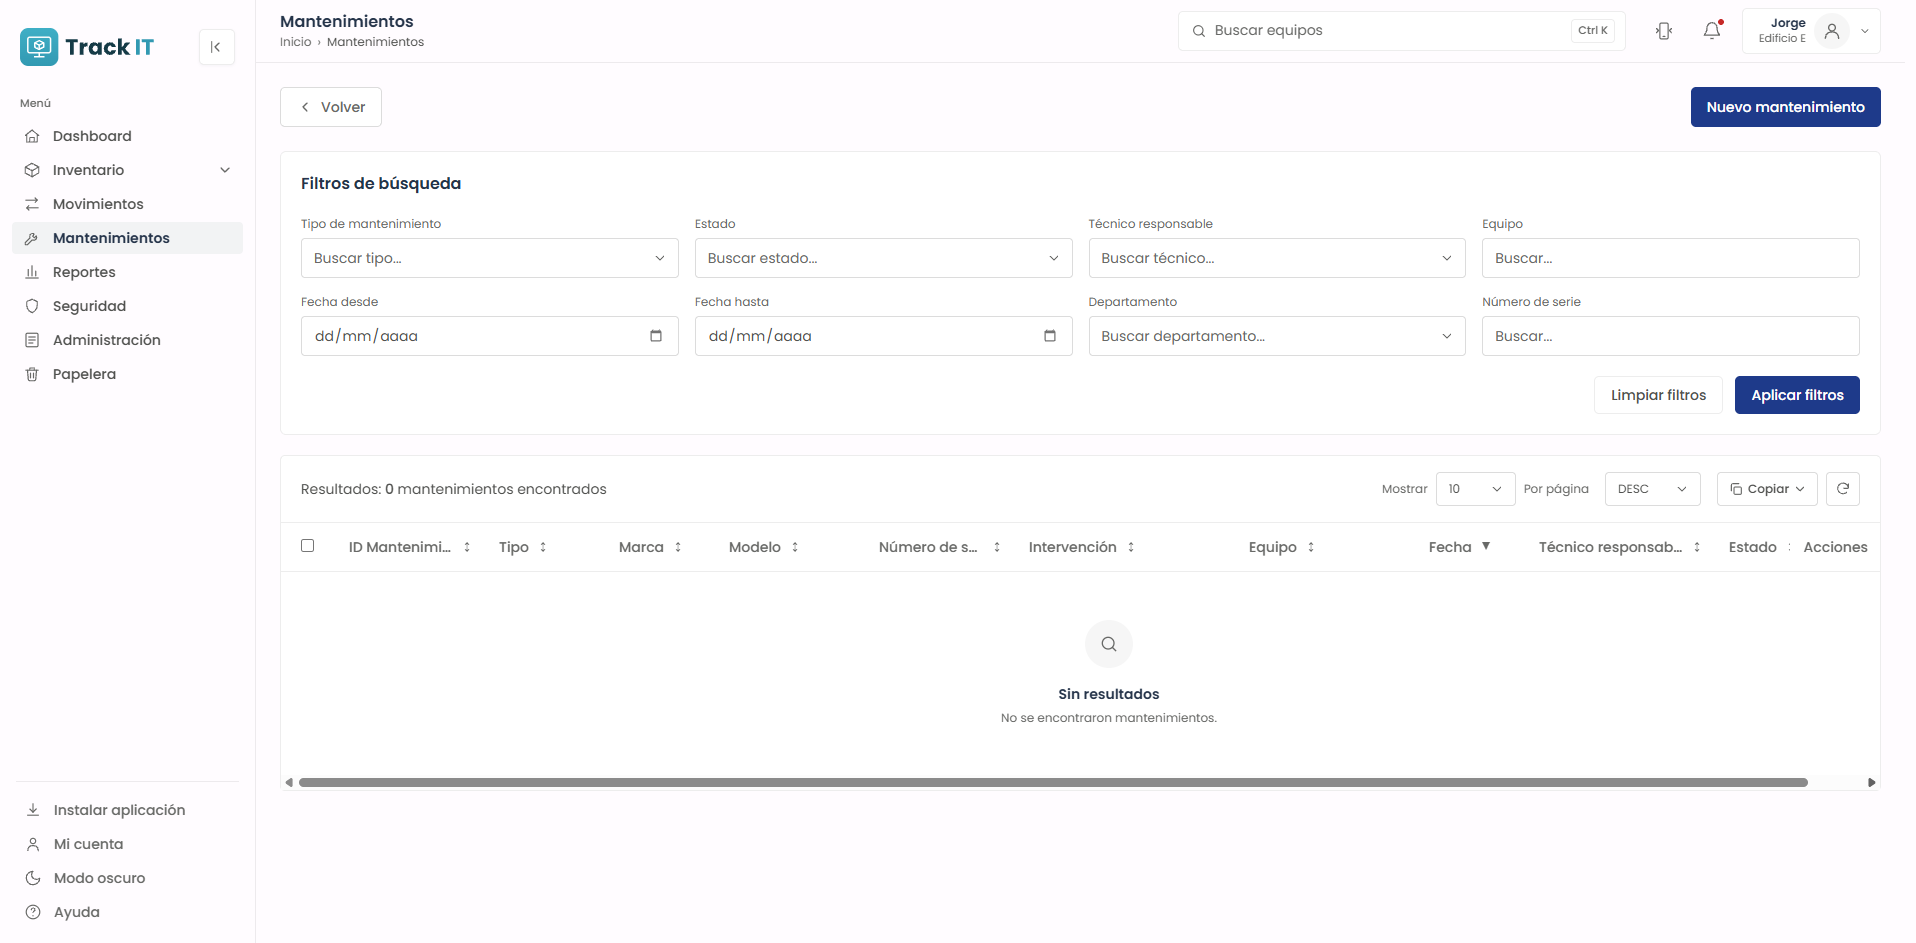 Track IT
Menú
Dashboard
Inventario
Movimientos
Mantenimientos
Reportes
Seguridad
Administración
Papelera
Instalar aplicación
Mi cuenta
Modo oscuro
Ayuda
Mantenimientos
Inicio › Mantenimientos
Buscar equipos Ctrl K
Jorge
Edificio E
Volver
Nuevo mantenimiento
Filtros de búsqueda
Tipo de mantenimiento Estado Técnico responsable Equipo
Buscar tipo... Buscar estado... Buscar técnico... Buscar...
Fecha desde Fecha hasta Departamento Número de serie
dd/mm/aaaa dd/mm/aaaa Buscar departamento... Buscar...
Limpiar filtros Aplicar filtros
Resultados: 0 mantenimientos encontrados Mostrar 10 Por página DESC Copiar
ID Mantenimi... Tipo Marca Modelo Número de s... Intervención Equipo Fecha Técnico responsab... Estado Acciones
Sin resultados
No se encontraron mantenimientos.